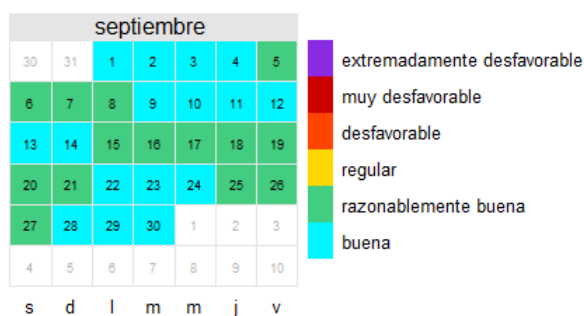 septiembre
30 31 1 2 3 4 5
6 7 8 9 10 11 12
13 14 15 16 17 18 19
20 21 22 23 24 25 26
27 28 29 30 1 2 3
4 5 6 7 8 9 10
s d l m m j v
extremadamente desfavorable
muy desfavorable
desfavorable
regular
razonablemente buena
buena